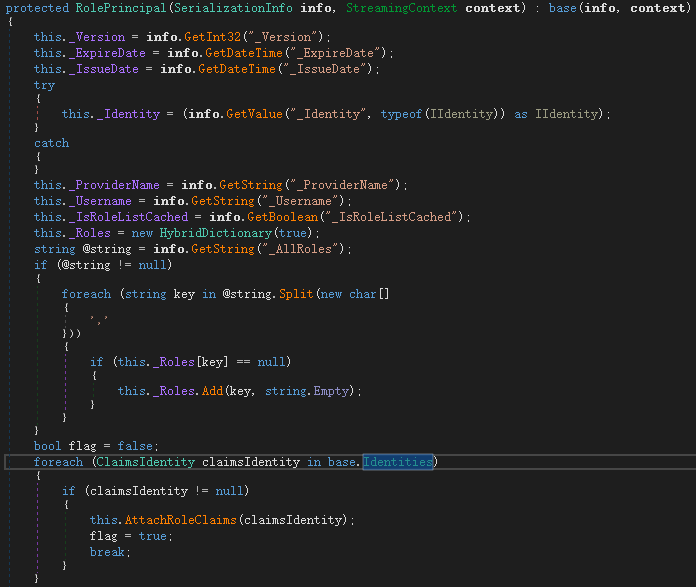 protected RolePrincipal(SerializationInfo info, StreamingContext context) : base(info, context)
{
    this._Version = info.GetInt32("_Version");
    this._ExpireDate = info.GetDateTime("_ExpireDate");
    this._IssueDate = info.GetDateTime("_IssueDate");
    try
    {
        this._Identity = (info.GetValue("_Identity", typeof(IIdentity)) as IIdentity);
    }
    catch
    {
    }
    this._ProviderName = info.GetString("_ProviderName");
    this._Username = info.GetString("_Username");
    this._IsRoleListCached = info.GetBoolean("_IsRoleListCached");
    this._Roles = new HybridDictionary(true);
    string @string = info.GetString("_AllRoles");
    if (@string != null)
    {
        foreach (string key in @string.Split(new char[]
        {
            ','
        }))
        {
            if (this._Roles[key] == null)
            {
                this._Roles.Add(key, string.Empty);
            }
        }
    }
    bool flag = false;
    foreach (ClaimsIdentity claimsIdentity in base.Identities)
    {
        if (claimsIdentity != null)
        {
            this.AttachRoleClaims(claimsIdentity);
            flag = true;
            break;
        }
    }